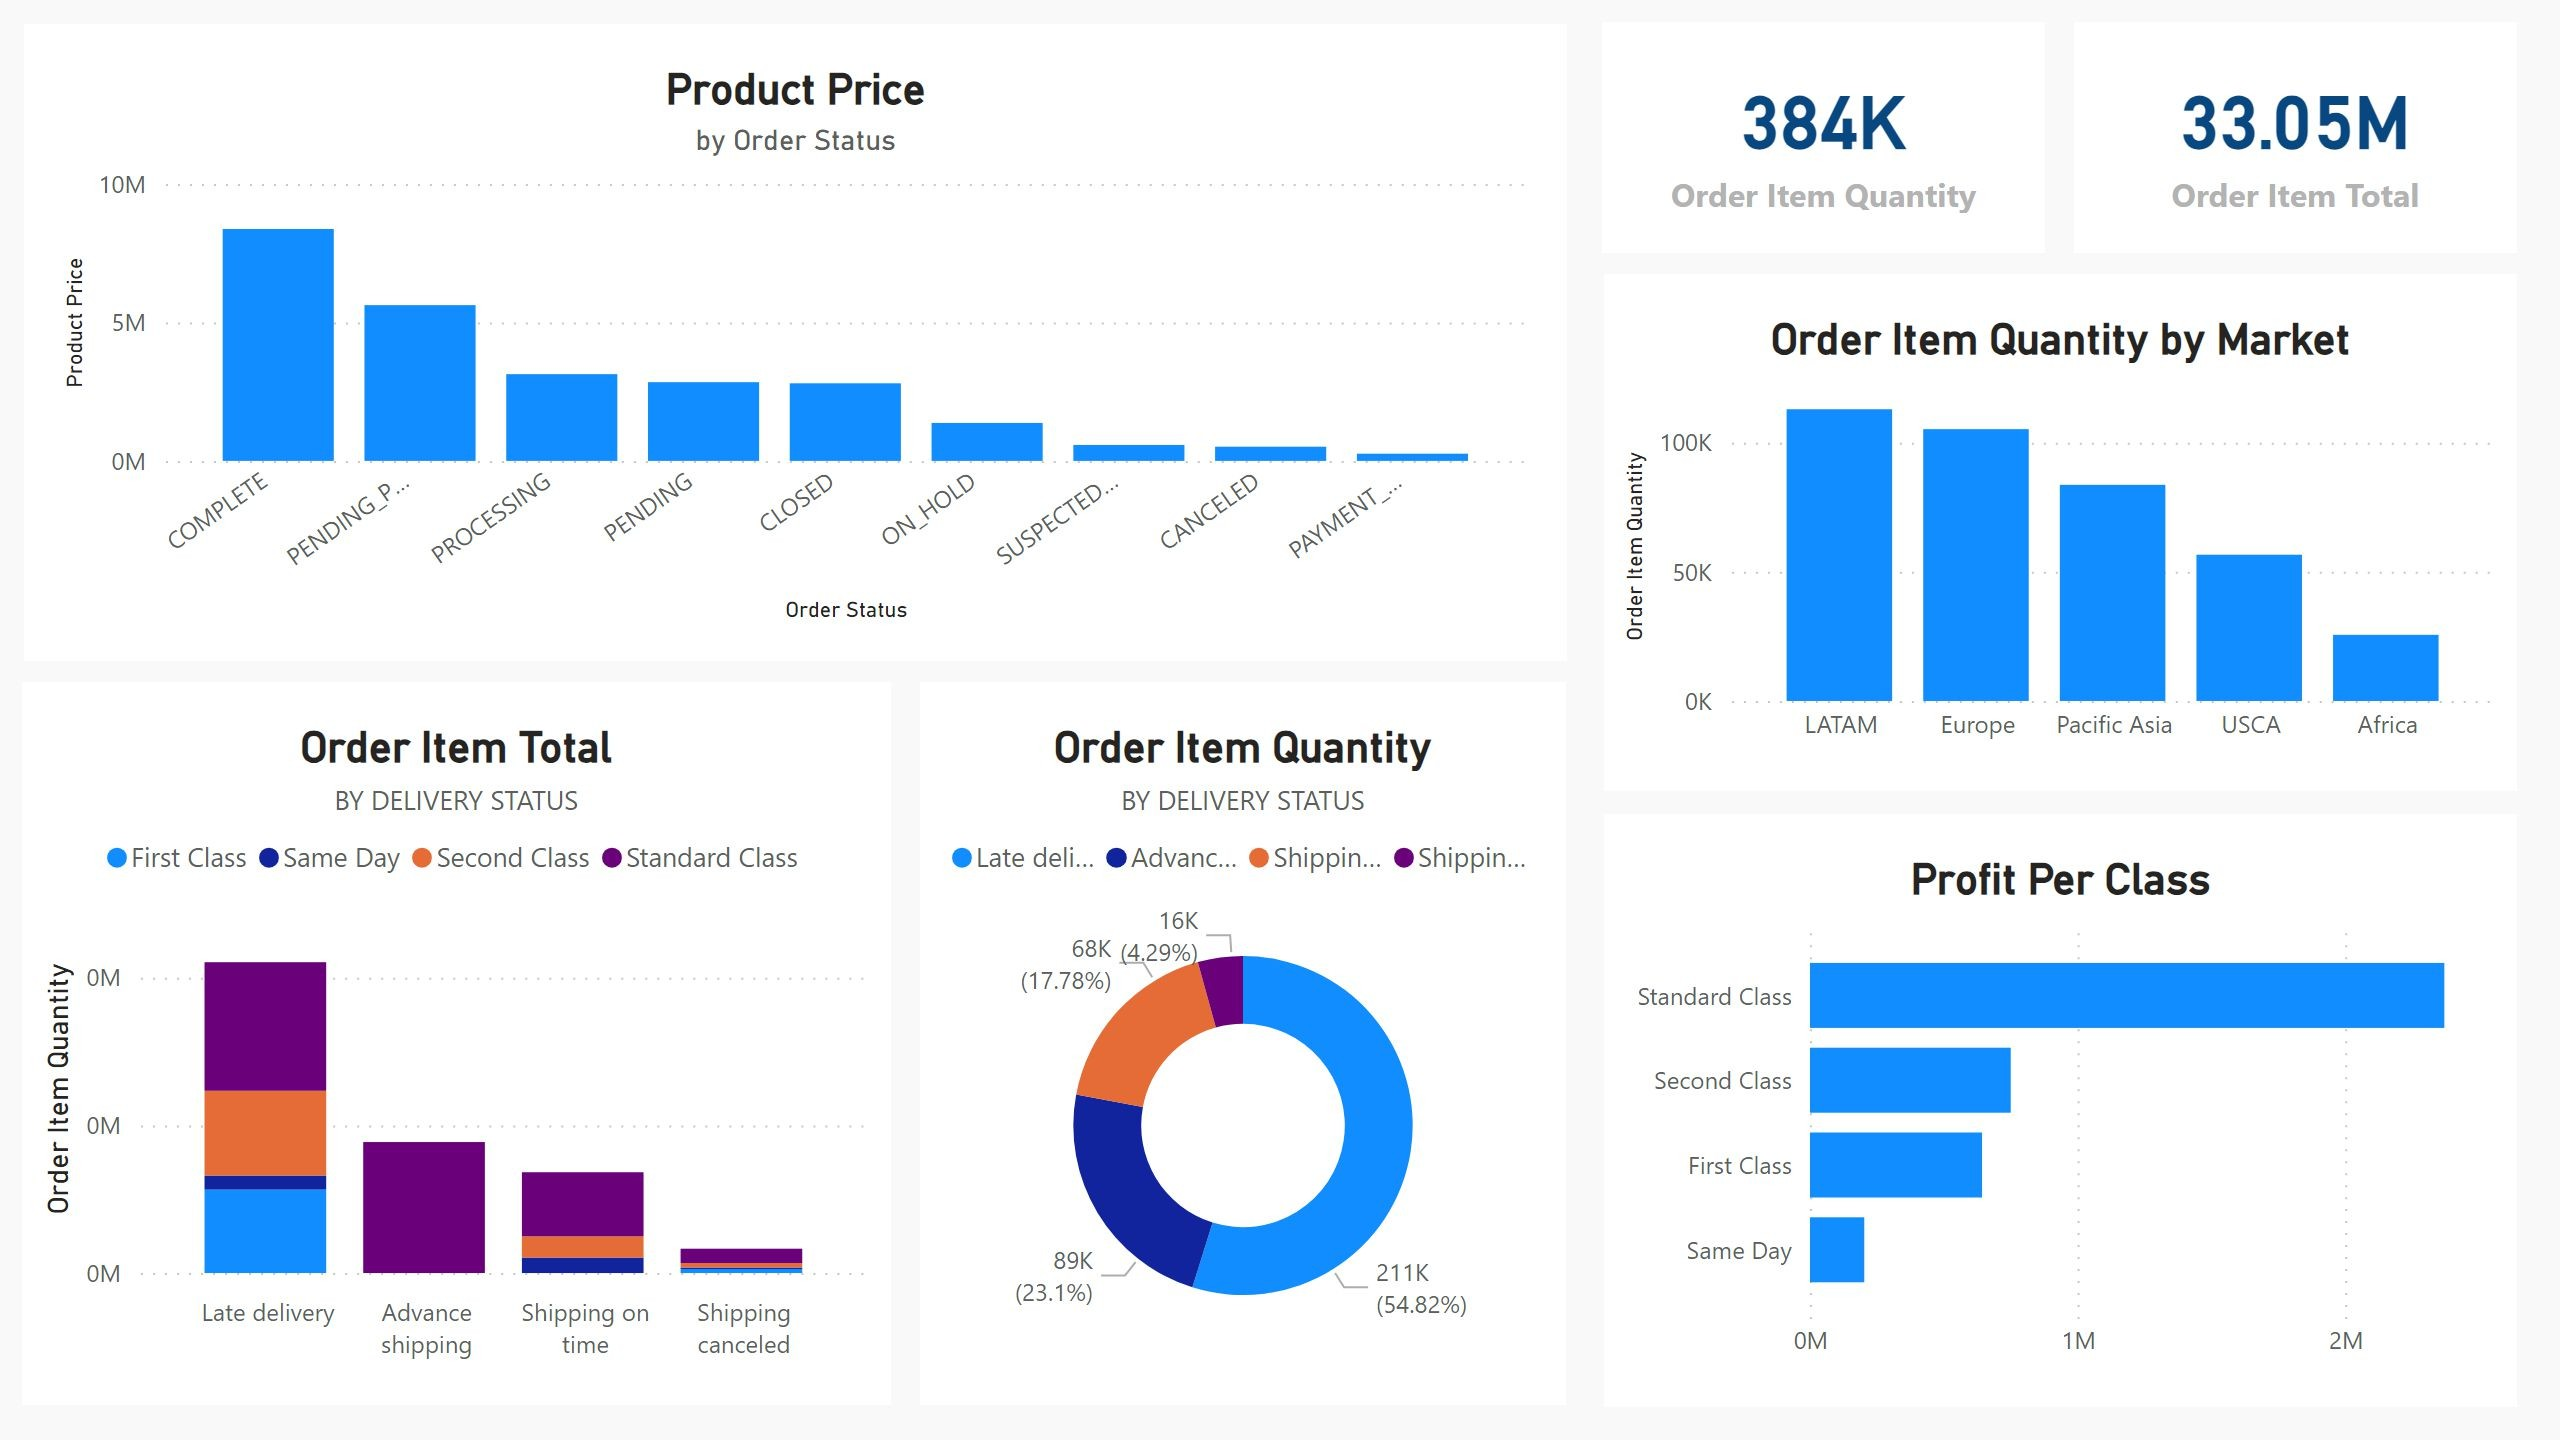 Product Price
by Order Status
10M
5M
0M
Product Price
COMPLETE
PENDING_P...
PROCESSING
PENDING
CLOSED
ON_HOLD
SUSPECTED...
CANCELED
PAYMENT_...
Order Status
384K
Order Item Quantity
33.05M
Order Item Total
Order Item Quantity by Market
100K
50K
0K
Order Item Quantity
LATAM
Europe
Pacific Asia
USCA
Africa
Order Item Total
BY DELIVERY STATUS
First Class Same Day Second Class Standard Class
Order Item Quantity
0M
0M
0M
Late delivery
Advance
shipping
Shipping on
time
Shipping
canceled
Order Item Quantity
BY DELIVERY STATUS
Late deli... Advanc... Shippin... Shippin...
16K
(4.29%)
68K
(17.78%)
89K
(23.1%)
211K
(54.82%)
Profit Per Class
Standard Class
Second Class
First Class
Same Day
0M
1M
2M